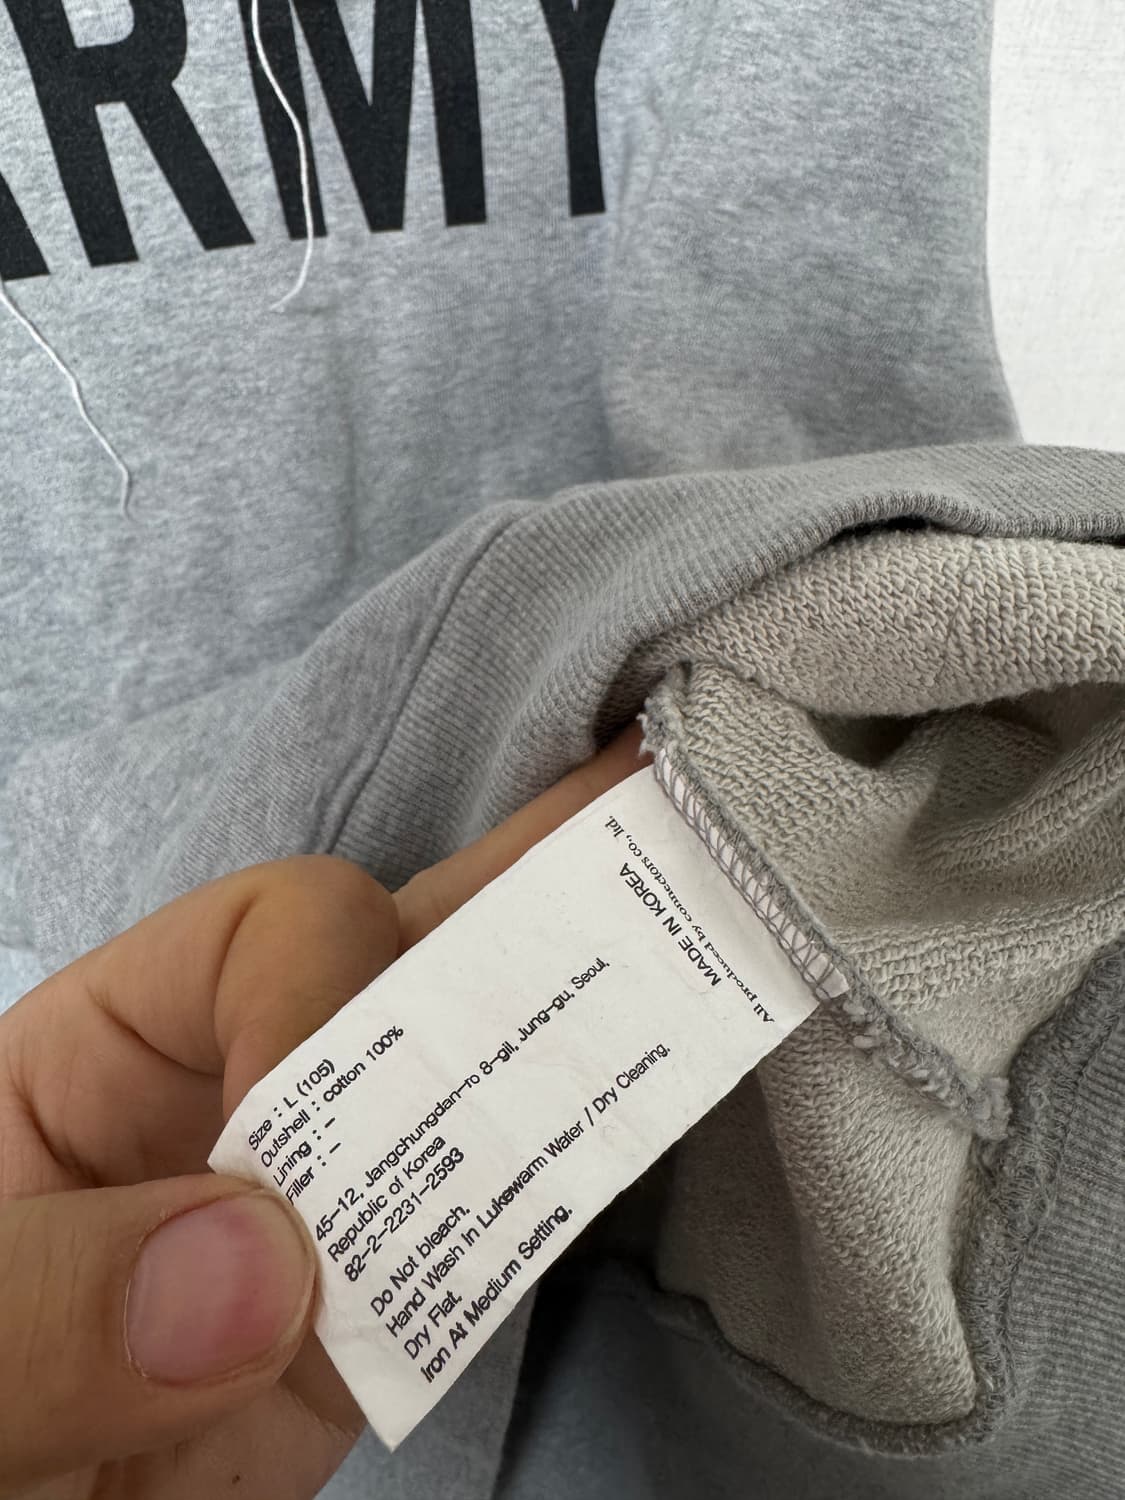 ARMY
All produced by connectors co., ltd.
MADE IN KOREA
Size : L (105)
Outshell : cotton 100%
Lining : -
Filler : -
45-12, Jangchungdan-ro 8-gil, Jung-gu, Seoul,
Republic of Korea
82-2-2231-2593
Do Not bleach.
Hand Wash In Lukewarm Water / Dry Cleaning.
Dry Flat.
Iron At Medium Setting.